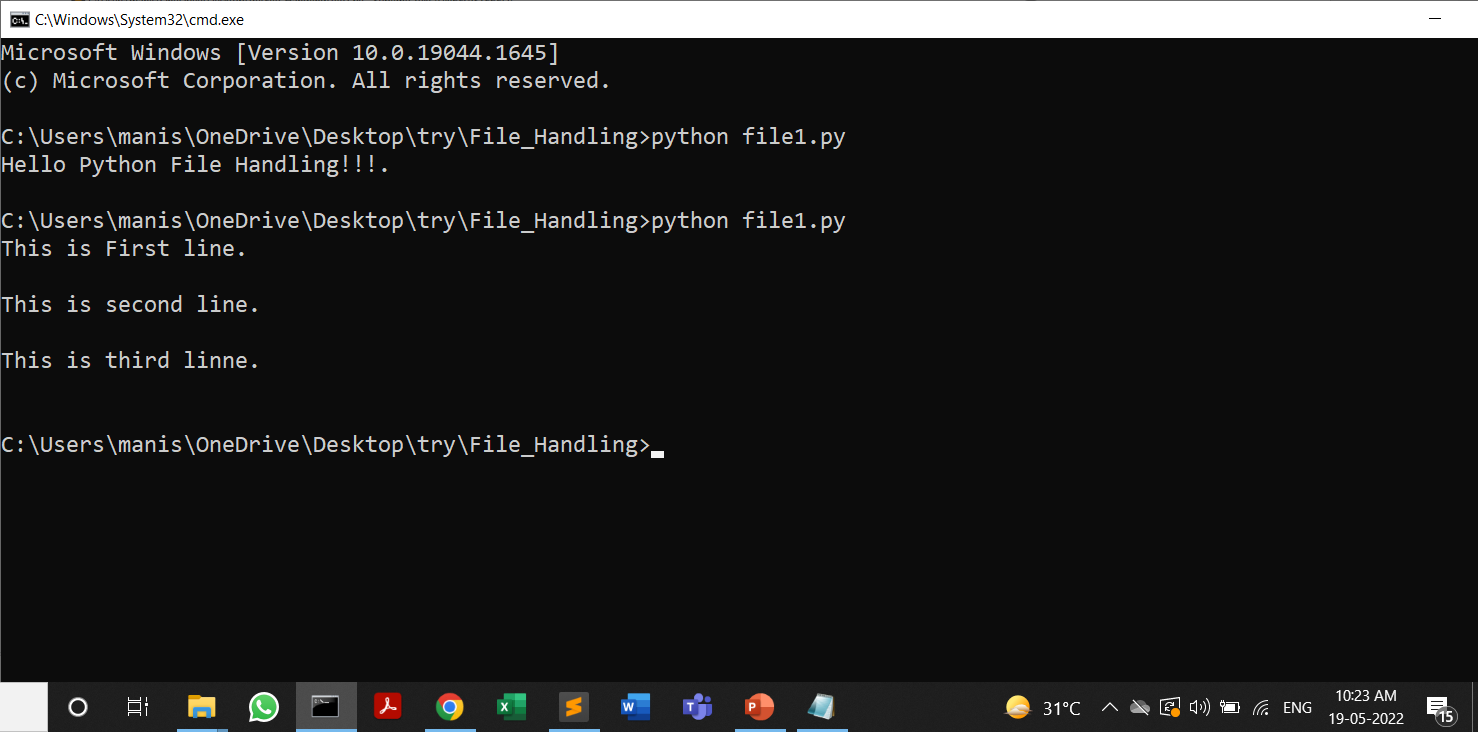 C:\Windows\System32\cmd.exe
Microsoft Windows [Version 10.0.19044.1645]
(c) Microsoft Corporation. All rights reserved.
C:\Users\manis\OneDrive\Desktop\try\File_Handling>python file1.py
Hello Python File Handling!!!.
C:\Users\manis\OneDrive\Desktop\try\File_Handling>python file1.py
This is First line.
This is second line.
This is third linne.
C:\Users\manis\OneDrive\Desktop\try\File_Handling>
31°C
ENG
10:23 AM
19-05-2022
15